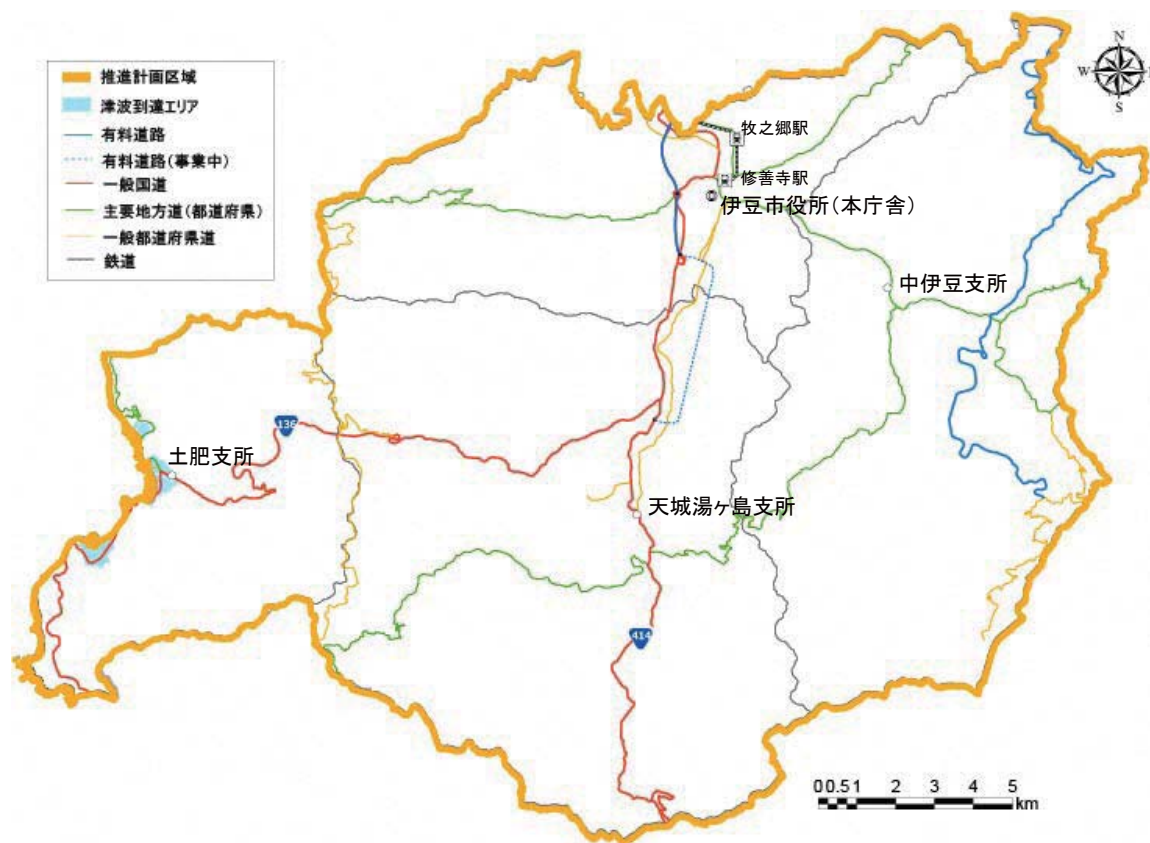 推進計画区域
津波到達エリア
有料道路
有料道路(事業中)
一般国道
主要地方道(都道府県)
一般都道府県道
鉄道
N
W
E
S
牧之郷駅
修善寺駅
伊豆市役所(本庁舎)
中伊豆支所
136
土肥支所
天城湯ヶ島支所
414
0 0.5 1 2 3 4 5
km